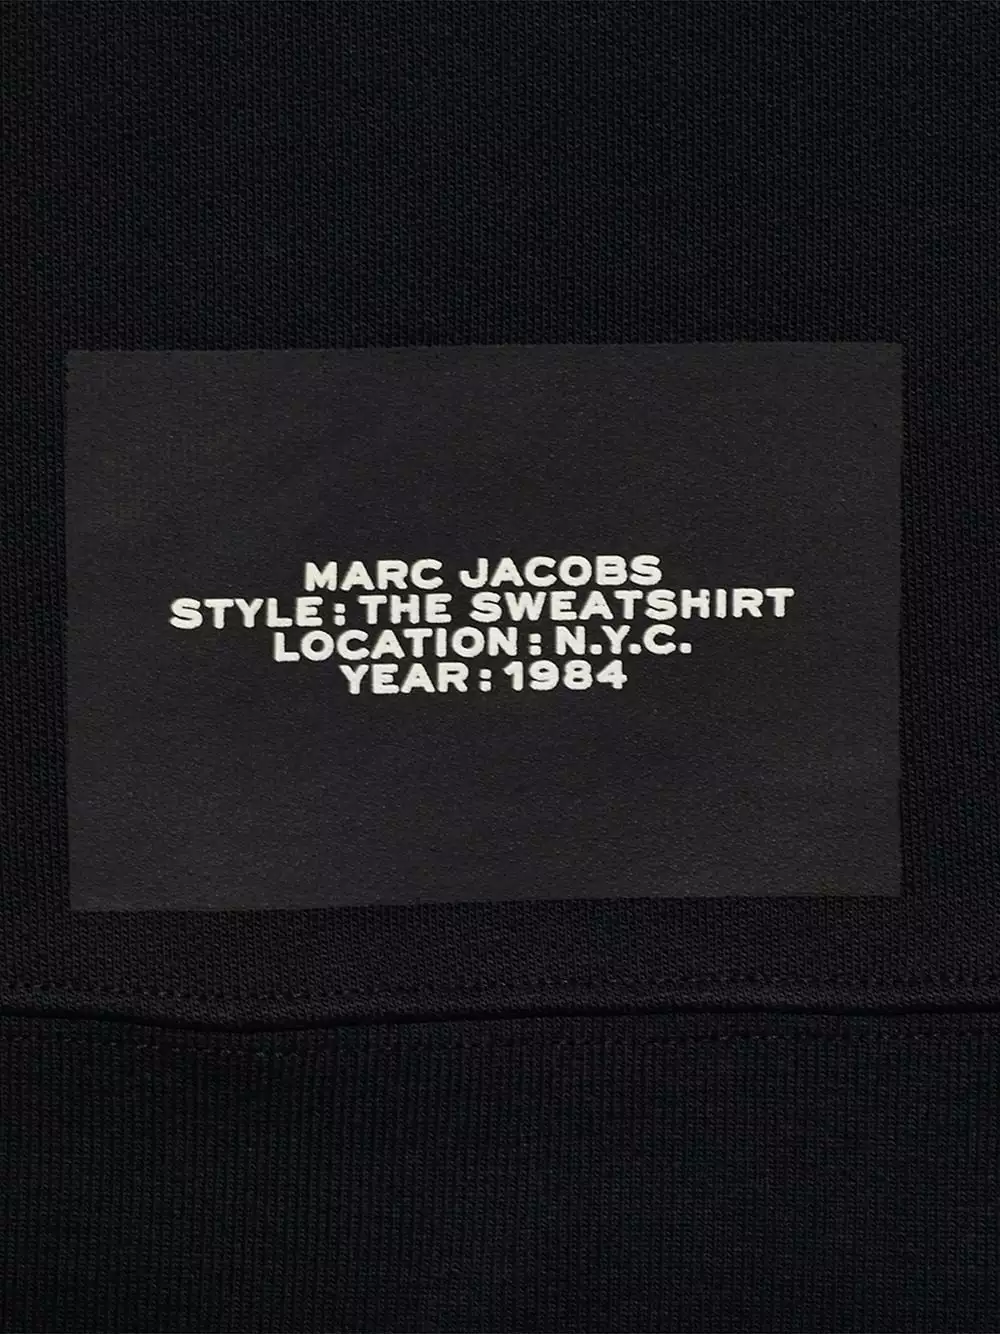 MARC JACOBS
STYLE : THE SWEATSHIRT
LOCATION : N.Y.C.
YEAR : 1984